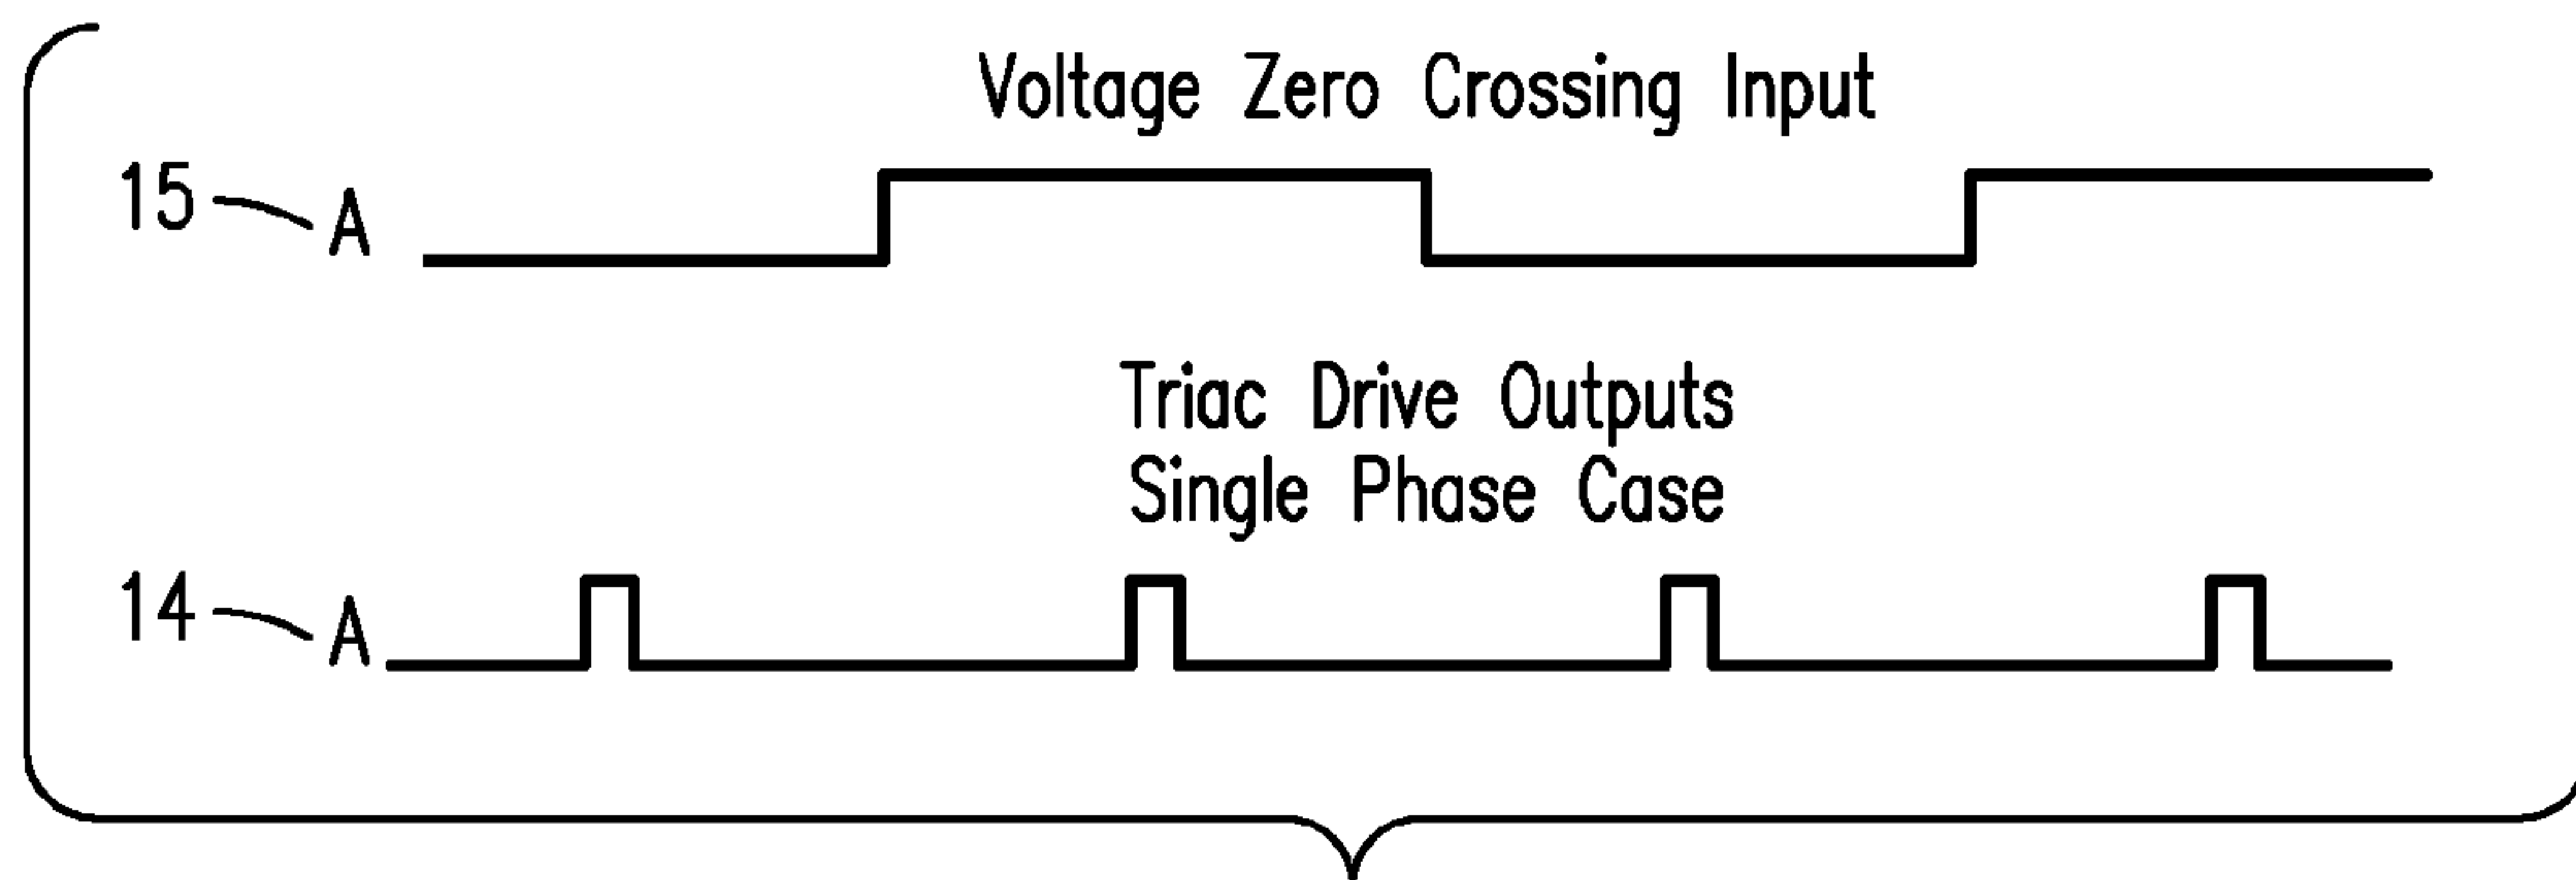 Voltage Zero Crossing Input
15 A
Triac Drive Outputs
Single Phase Case
14 A